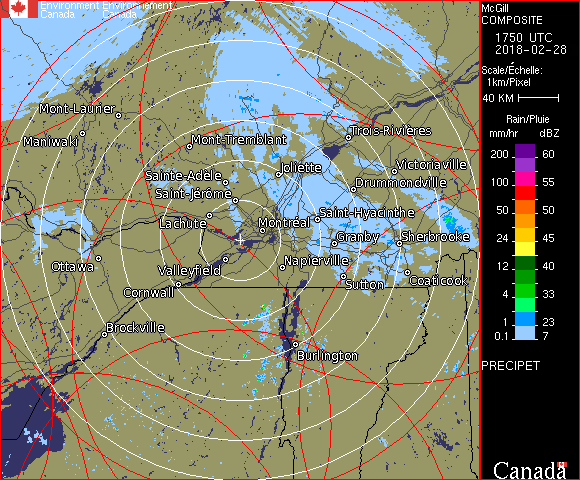 Environment Environnement
Canada Canada
McGill
COMPOSITE
1750 UTC
2018-02-28
Scale/Échelle:
1km/Pixel
40 KM
Rain/Pluie
mm/hr dBZ
200 60
100 55
50 50
24 45
12 40
4 33
1 23
0.1 7
PRECIPET
Canada
Mont-Laurier
Maniwaki
Mont-Tremblant
Trois-Rivières
Joliette
Victoriaville
Sainte-Adèle
Drummondville
Saint-Jérôme
Lachute
Saint-Hyacinthe
Montréal
Granby
Sherbrooke
Ottawa
Valleyfield
Napierville
Sutton
Coaticook
Cornwall
Brockville
Burlington